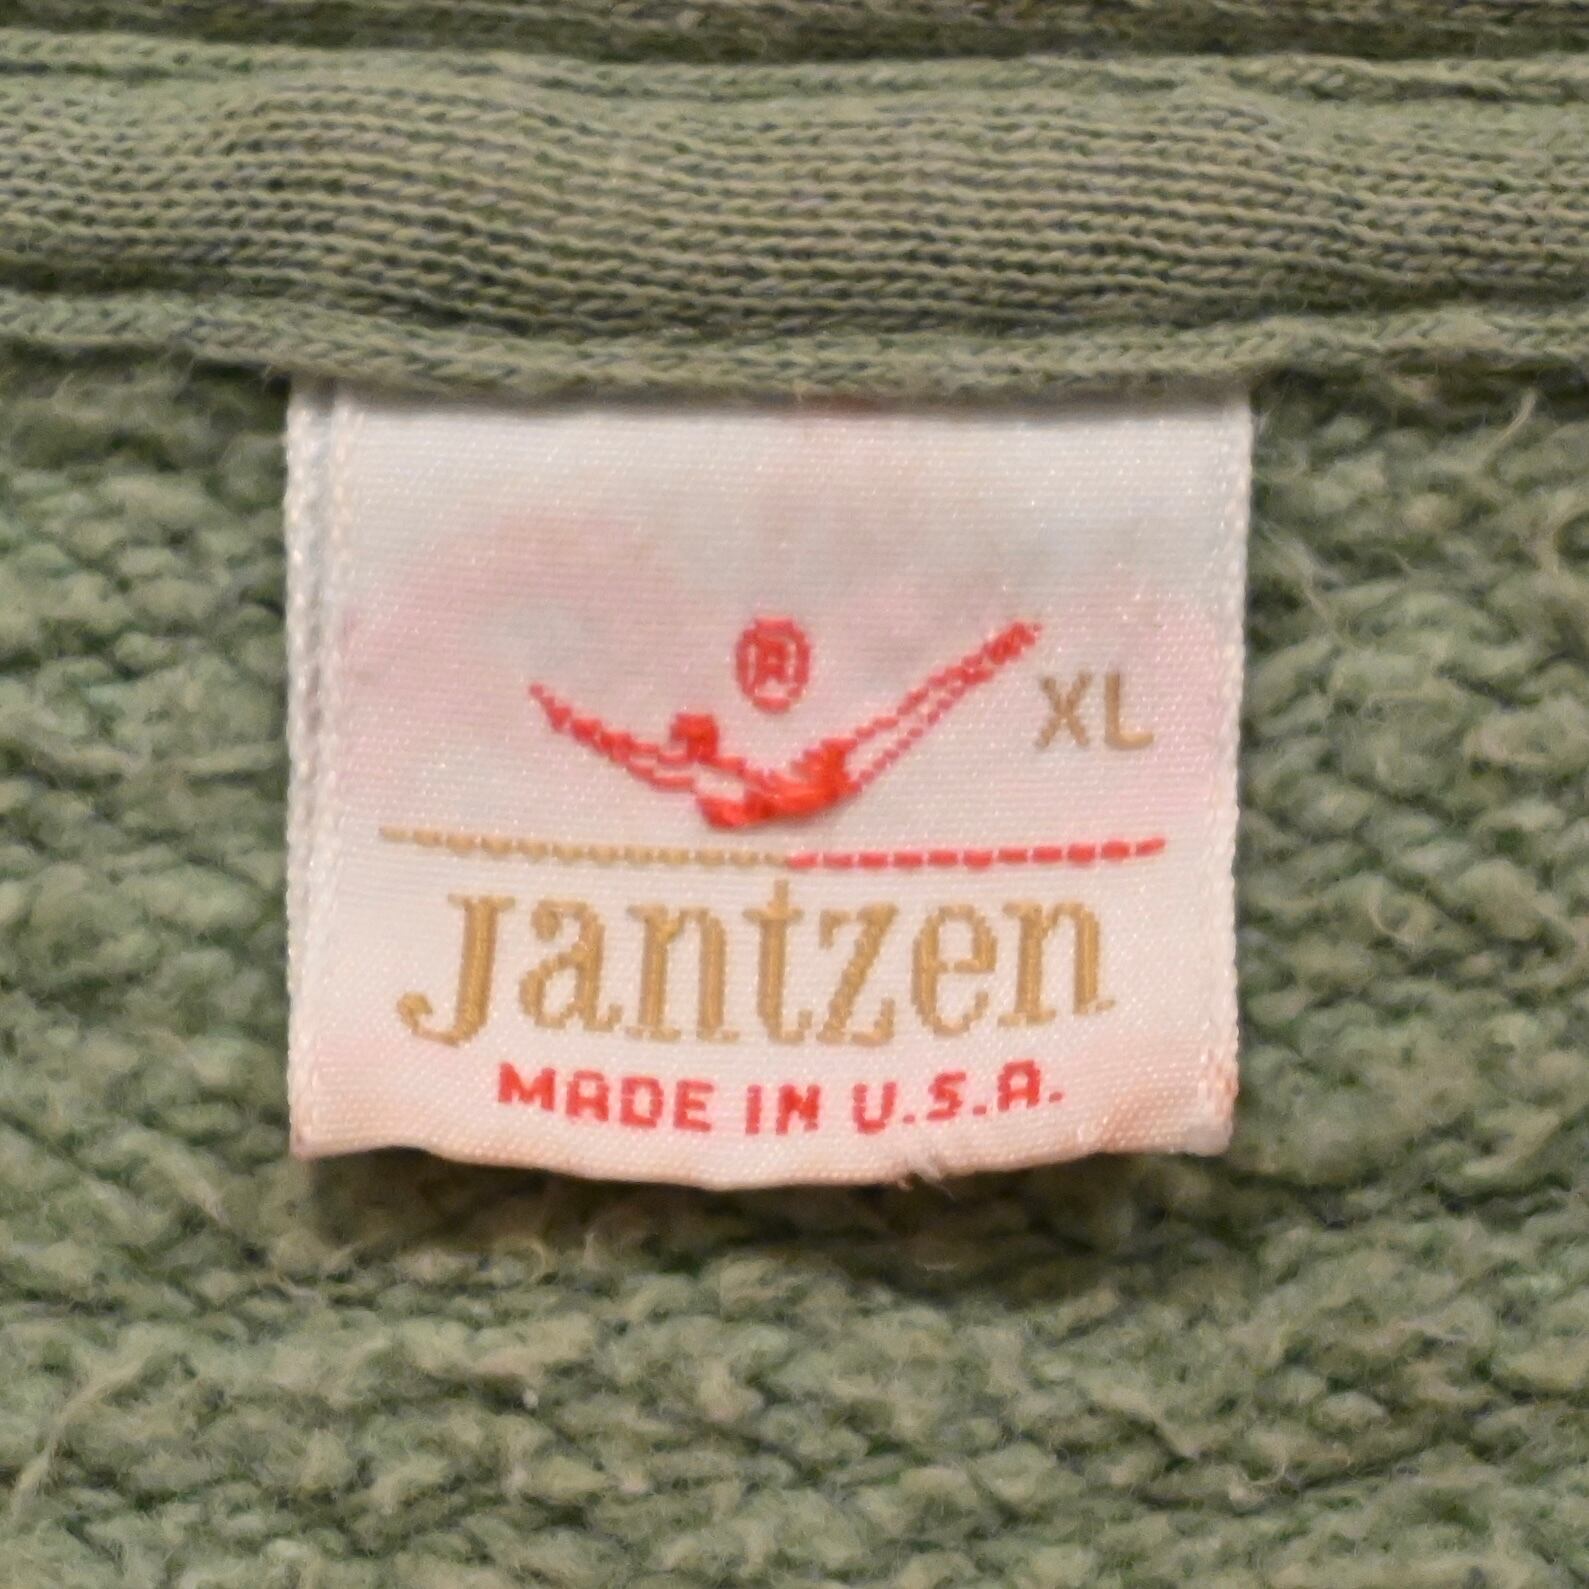 ®
XL
Jantzen
MADE IN U.S.A.